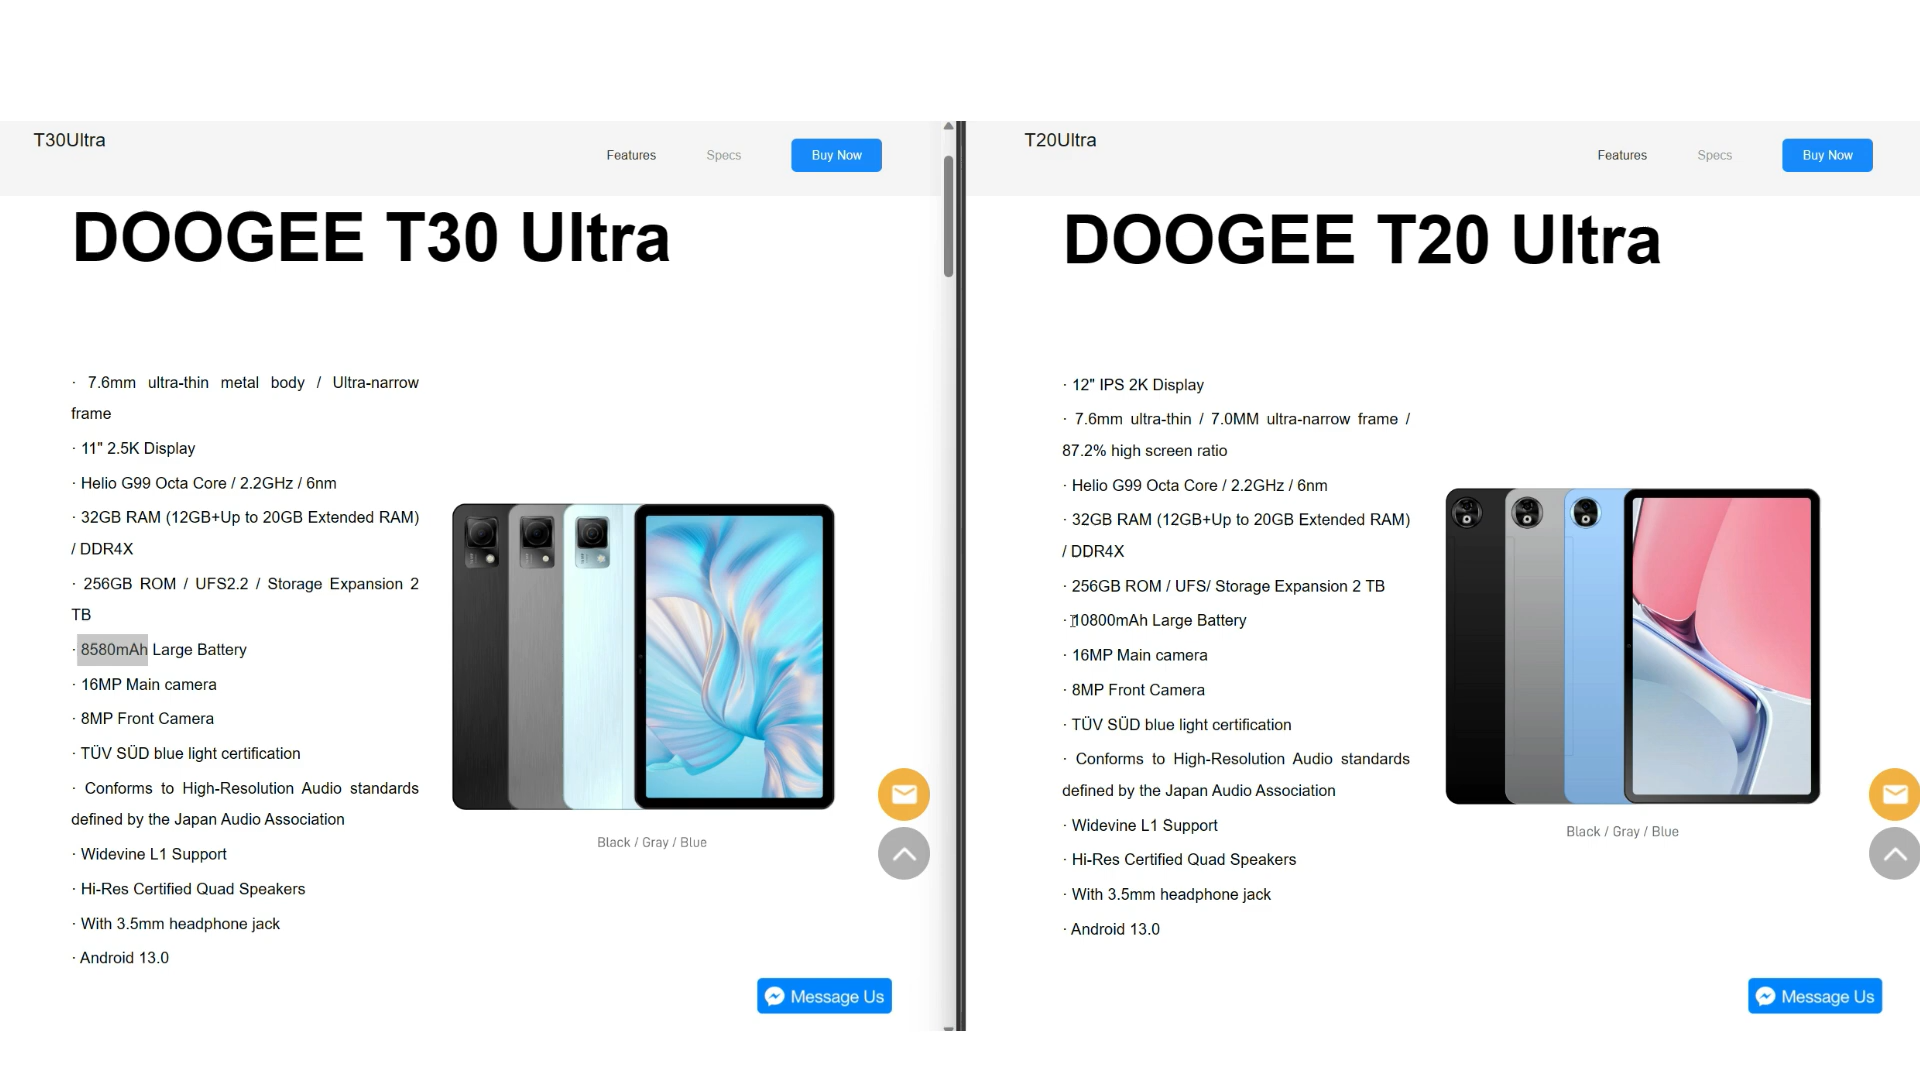 T30Ultra
Features
Specs
Buy Now
DOOGEE T30 Ultra
· 7.6mm ultra-thin metal body / Ultra-narrow
frame
· 11" 2.5K Display
· Helio G99 Octa Core / 2.2GHz / 6nm
· 32GB RAM (12GB+Up to 20GB Extended RAM)
/ DDR4X
· 256GB ROM / UFS2.2 / Storage Expansion 2
TB
· 8580mAh Large Battery
· 16MP Main camera
· 8MP Front Camera
· TÜV SÜD blue light certification
· Conforms to High-Resolution Audio standards
defined by the Japan Audio Association
· Widevine L1 Support
· Hi-Res Certified Quad Speakers
· With 3.5mm headphone jack
· Android 13.0
Black / Gray / Blue
Message Us
T20Ultra
Features
Specs
Buy Now
DOOGEE T20 Ultra
· 12" IPS 2K Display
· 7.6mm ultra-thin / 7.0MM ultra-narrow frame /
87.2% high screen ratio
· Helio G99 Octa Core / 2.2GHz / 6nm
· 32GB RAM (12GB+Up to 20GB Extended RAM)
/ DDR4X
· 256GB ROM / UFS/ Storage Expansion 2 TB
· 10800mAh Large Battery
· 16MP Main camera
· 8MP Front Camera
· TÜV SÜD blue light certification
· Conforms to High-Resolution Audio standards
defined by the Japan Audio Association
· Widevine L1 Support
· Hi-Res Certified Quad Speakers
· With 3.5mm headphone jack
· Android 13.0
Black / Gray / Blue
Message Us